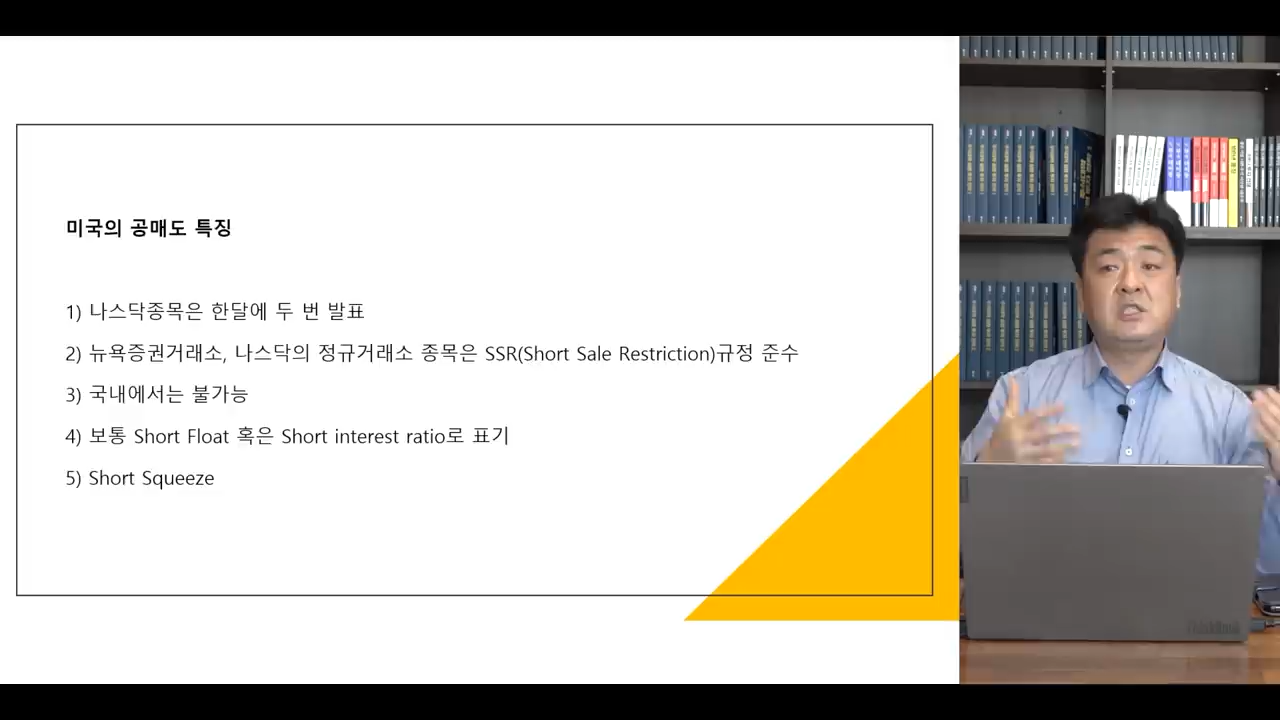 미국의 공매도 특징
1) 나스닥종목은 한달에 두 번 발표
2) 뉴욕증권거래소, 나스닥의 정규거래소 종목은 SSR(Short Sale Restriction)규정 준수
3) 국내에서는 불가능
4) 보통 Short Float 혹은 Short interest ratio로 표기
5) Short Squeeze